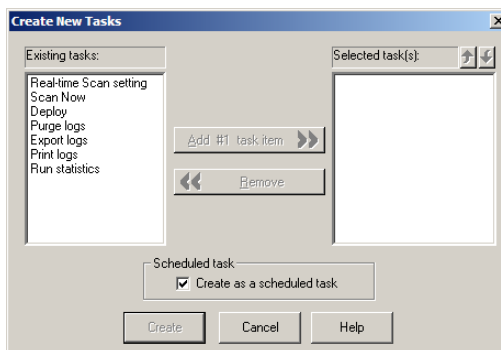 Create New Tasks
Existing tasks:
Selected task(s):
Real-time Scan setting
Scan Now
Deploy
Purge logs
Export logs
Print logs
Run statistics
Add #1 task item
Remove
Scheduled task
Create as a scheduled task
Create
Cancel
Help